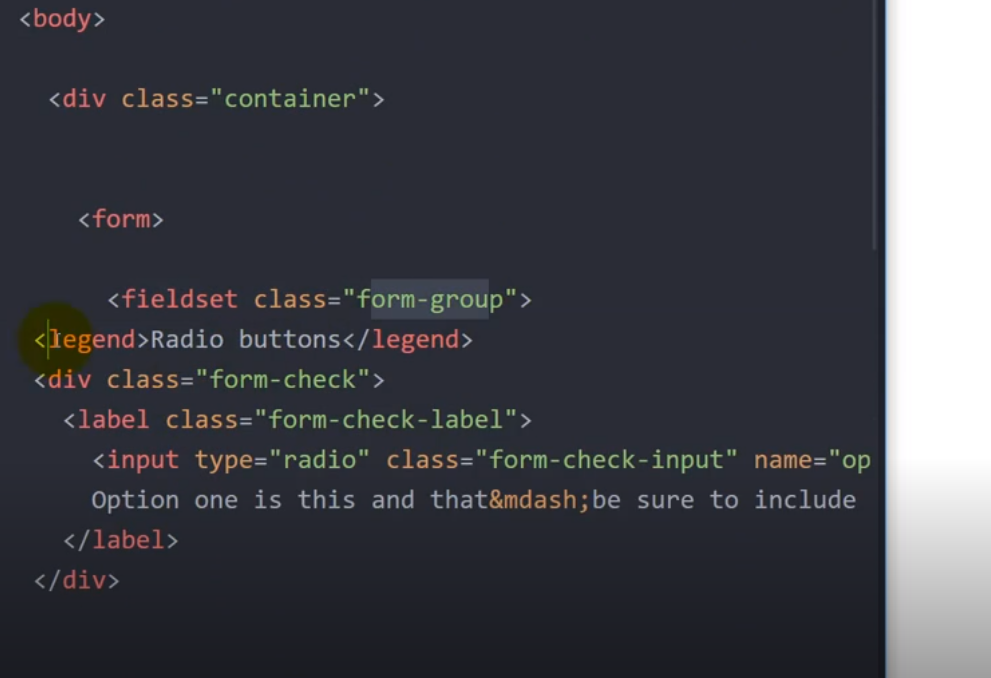 <body>
<div class="container">
<form>
<fieldset class="form-group">
<legend>Radio buttons</legend>
<div class="form-check">
<label class="form-check-label">
<input type="radio" class="form-check-input" name="op
Option one is this and that&mdash;be sure to include
</label>
</div>